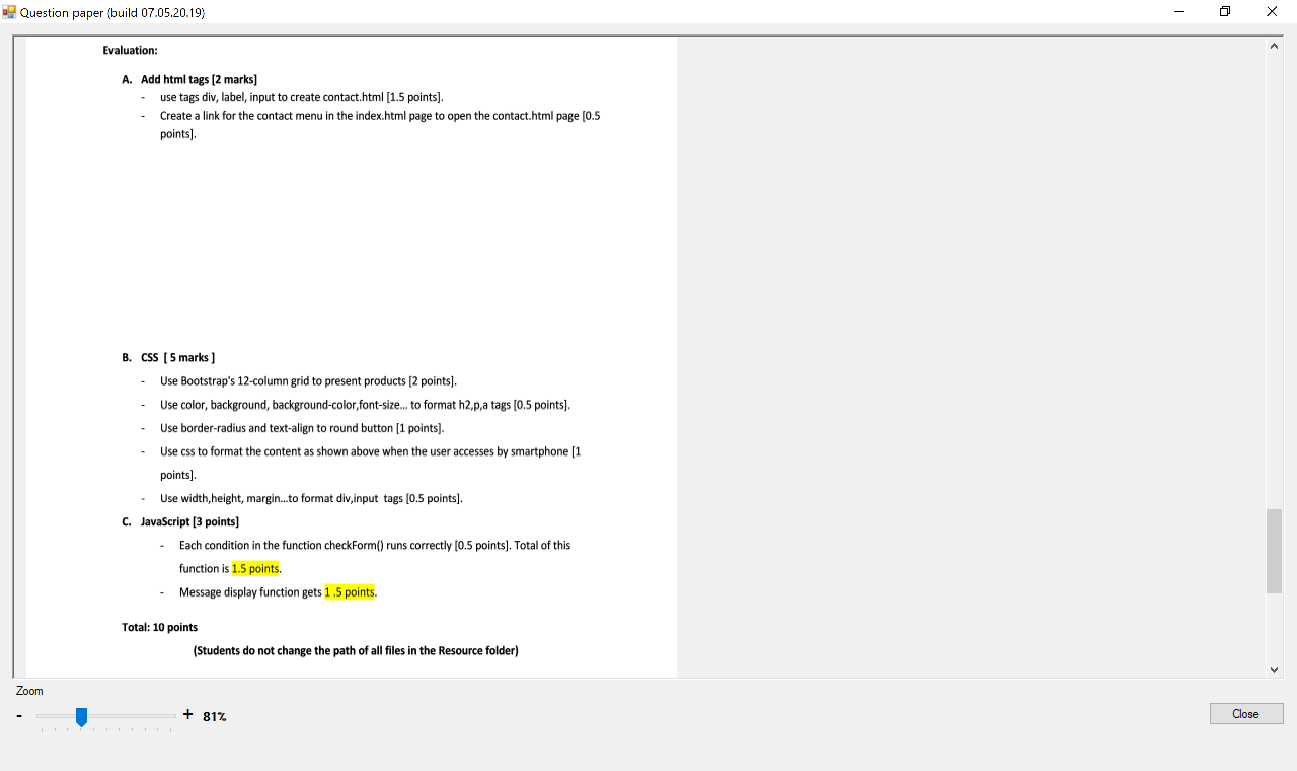 Question paper (build 07.05.20.19)
Evaluation:
A. Add html tags [2 marks]
- use tags div, label, input to create contact.html [1.5 points].
- Create a link for the contact menu in the index.html page to open the contact.html page [0.5
points].
B. CSS [ 5 marks ]
- Use Bootstrap's 12-column grid to present products [2 points].
- Use color, background, background-color,font-size... to format h2,p,a tags [0.5 points].
- Use border-radius and text-align to round button [1 points].
- Use css to format the content as shown above when the user accesses by smartphone [1
points].
- Use width,height, margin...to format div,input tags [0.5 points].
C. JavaScript [3 points]
- Each condition in the function checkForm() runs correctly [0.5 points]. Total of this
function is 1.5 points.
- Message display function gets 1 .5 points.
Total: 10 points
(Students do not change the path of all files in the Resource folder)
Zoom
- + 81%
Close